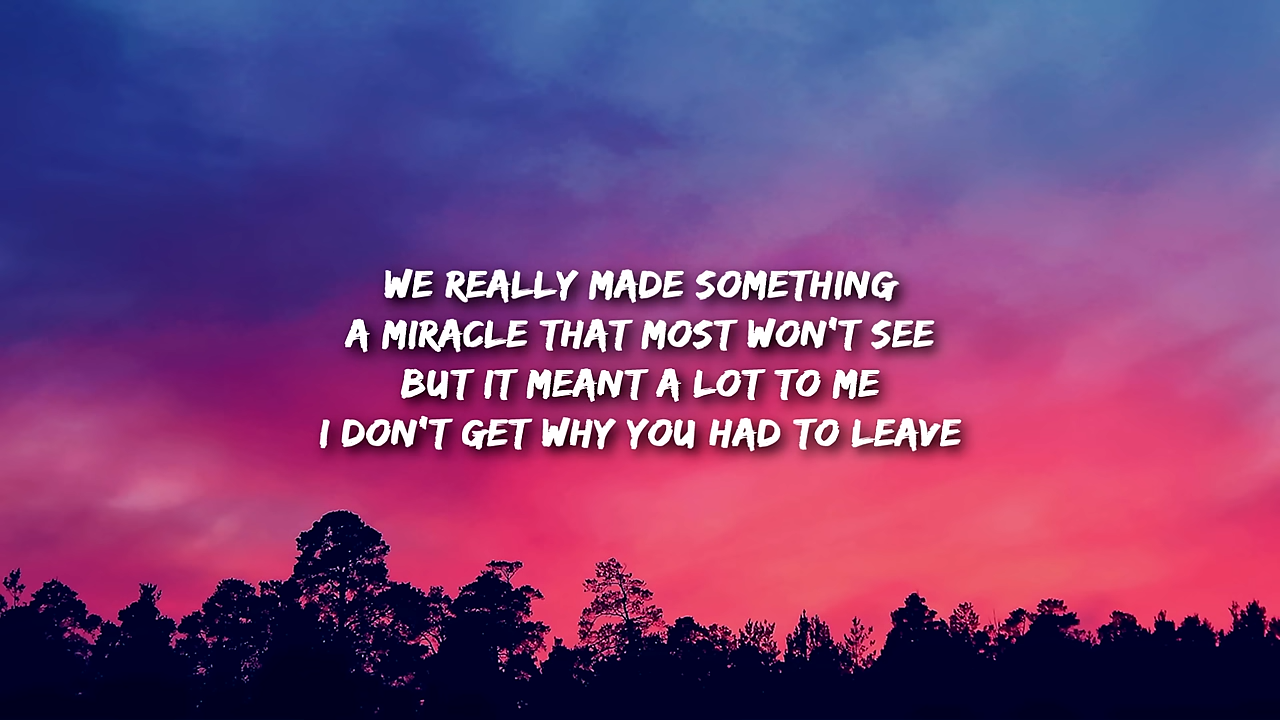 WE REALLY MADE SOMETHING
A MIRACLE THAT MOST WON'T SEE
BUT IT MEANT A LOT TO ME
I DON'T GET WHY YOU HAD TO LEAVE